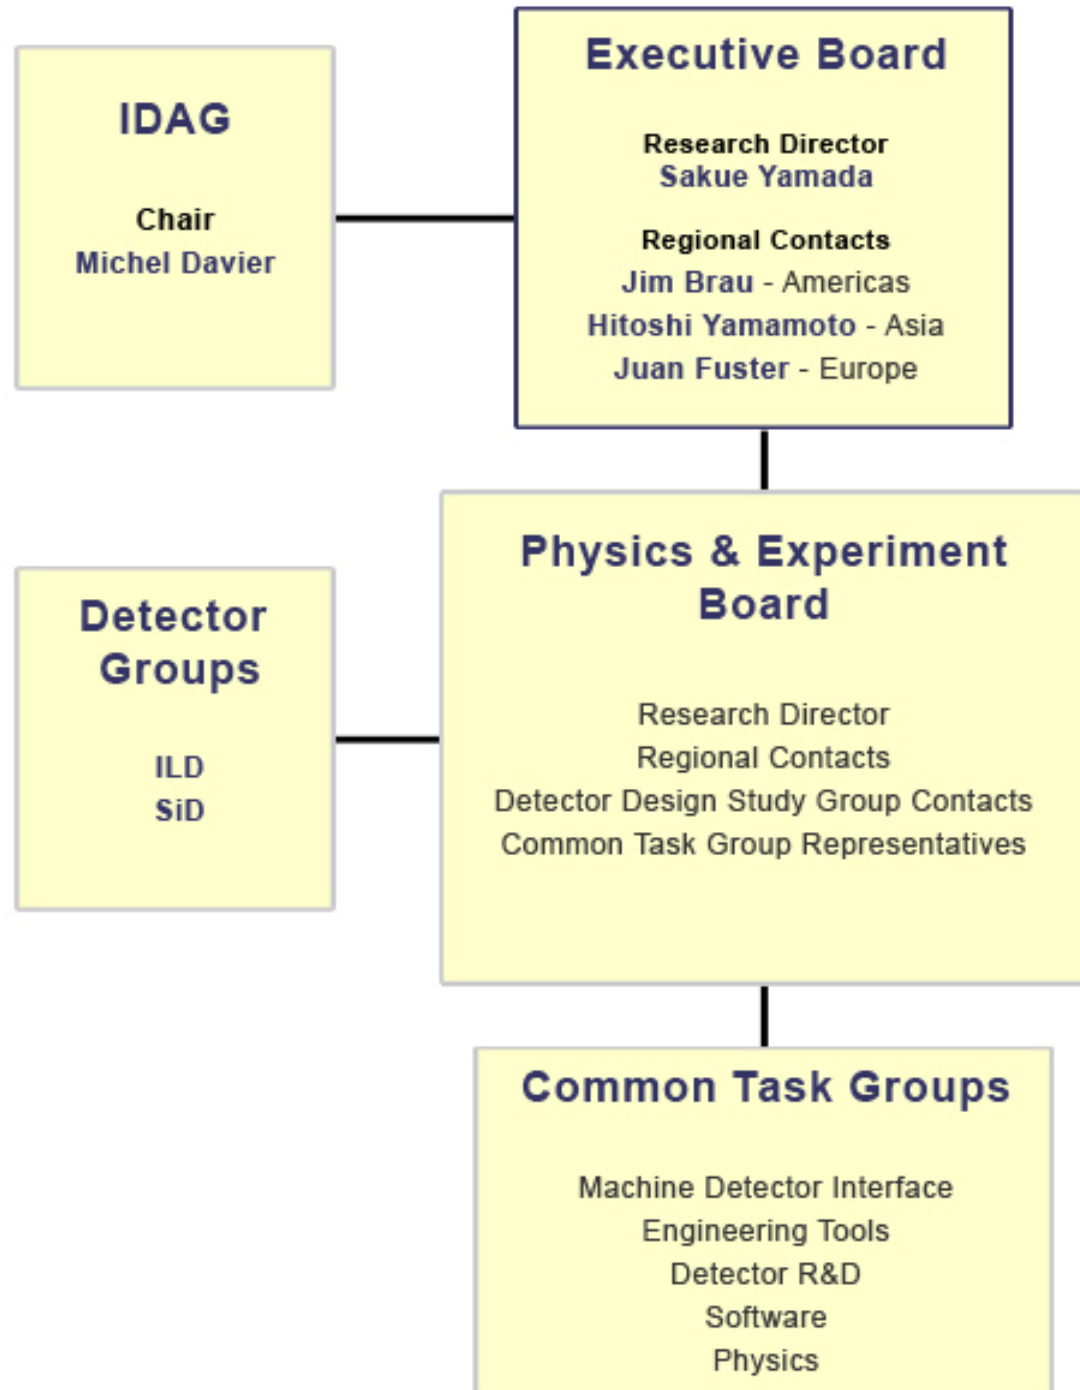 IDAG
Chair
Michel Davier
Executive Board
Research Director
Sakue Yamada
Regional Contacts
Jim Brau - Americas
Hitoshi Yamamoto - Asia
Juan Fuster - Europe
Detector
Groups
ILD
SiD
Physics & Experiment
Board
Research Director
Regional Contacts
Detector Design Study Group Contacts
Common Task Group Representatives
Common Task Groups
Machine Detector Interface
Engineering Tools
Detector R&D
Software
Physics